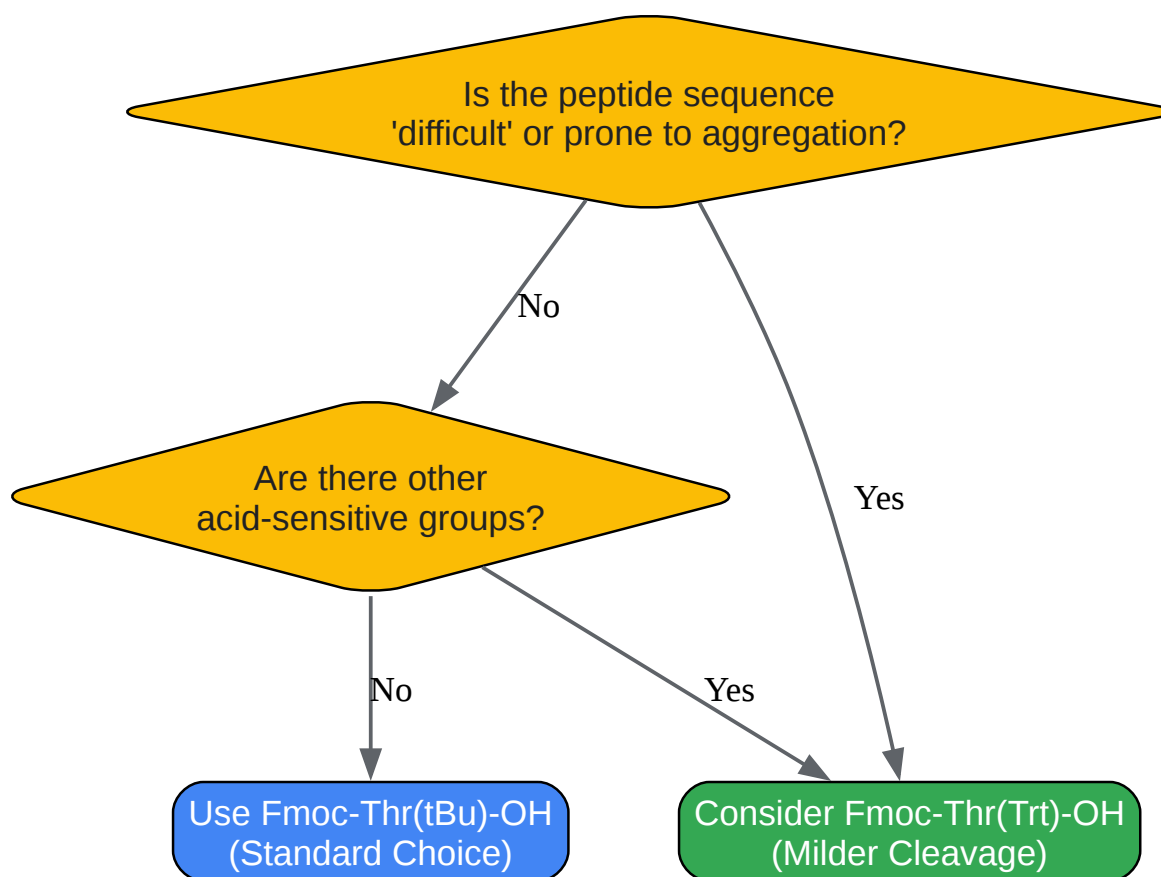 Is the peptide sequence
'difficult' or prone to aggregation?
No
Yes
Are there other
acid-sensitive groups?
No
Yes
Use Fmoc-Thr(tBu)-OH
(Standard Choice)
Consider Fmoc-Thr(Trt)-OH
(Milder Cleavage)